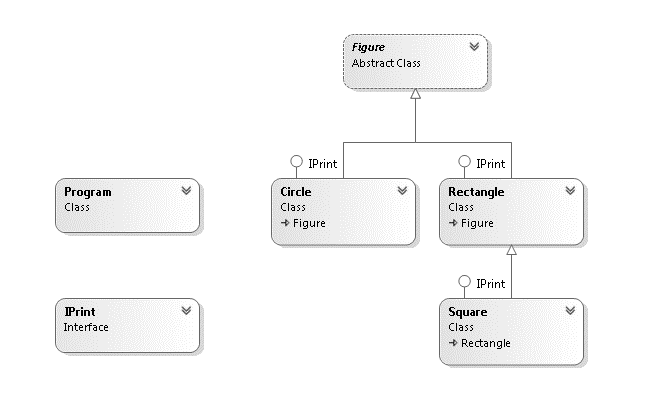 Figure
Abstract Class
IPrint
IPrint
Program
Class
Circle
Class
Figure
Rectangle
Class
Figure
IPrint
IPrint
Interface
Square
Class
Rectangle